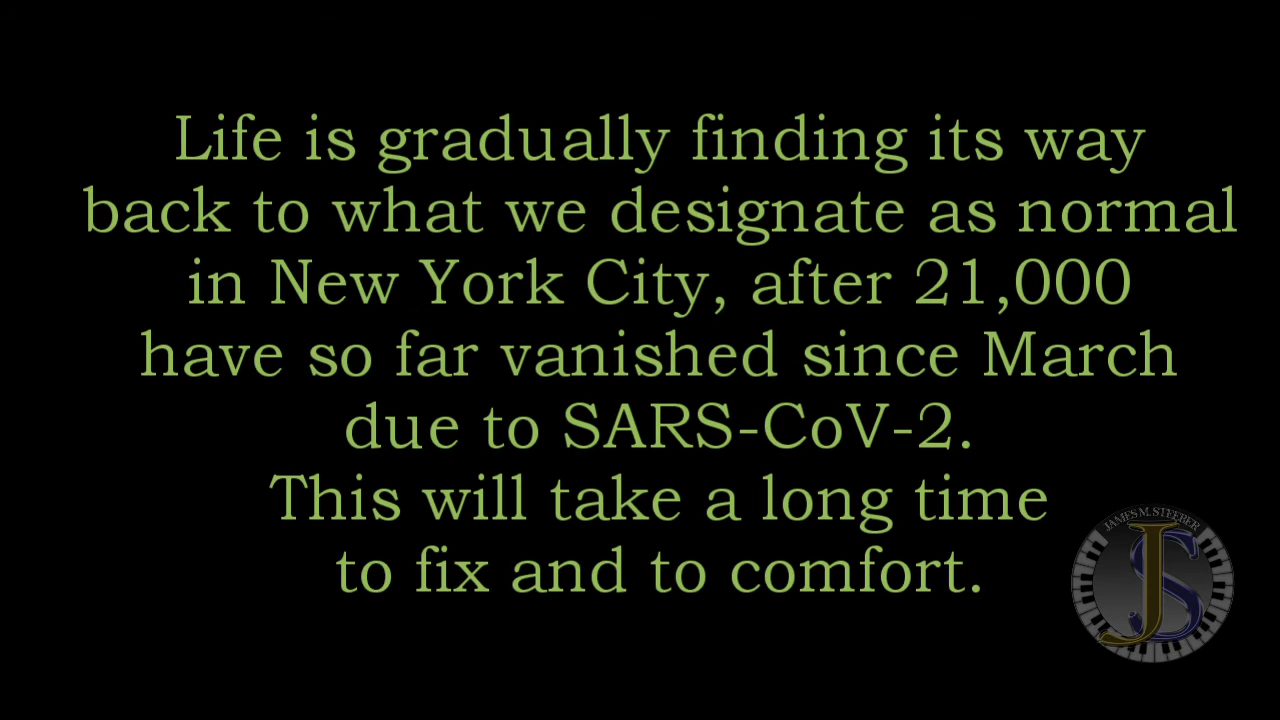 Life is gradually finding its way
back to what we designate as normal
in New York City, after 21,000
have so far vanished since March
due to SARS-CoV-2.
This will take a long time
to fix and to comfort.
JAMES M. STEEBER
JS